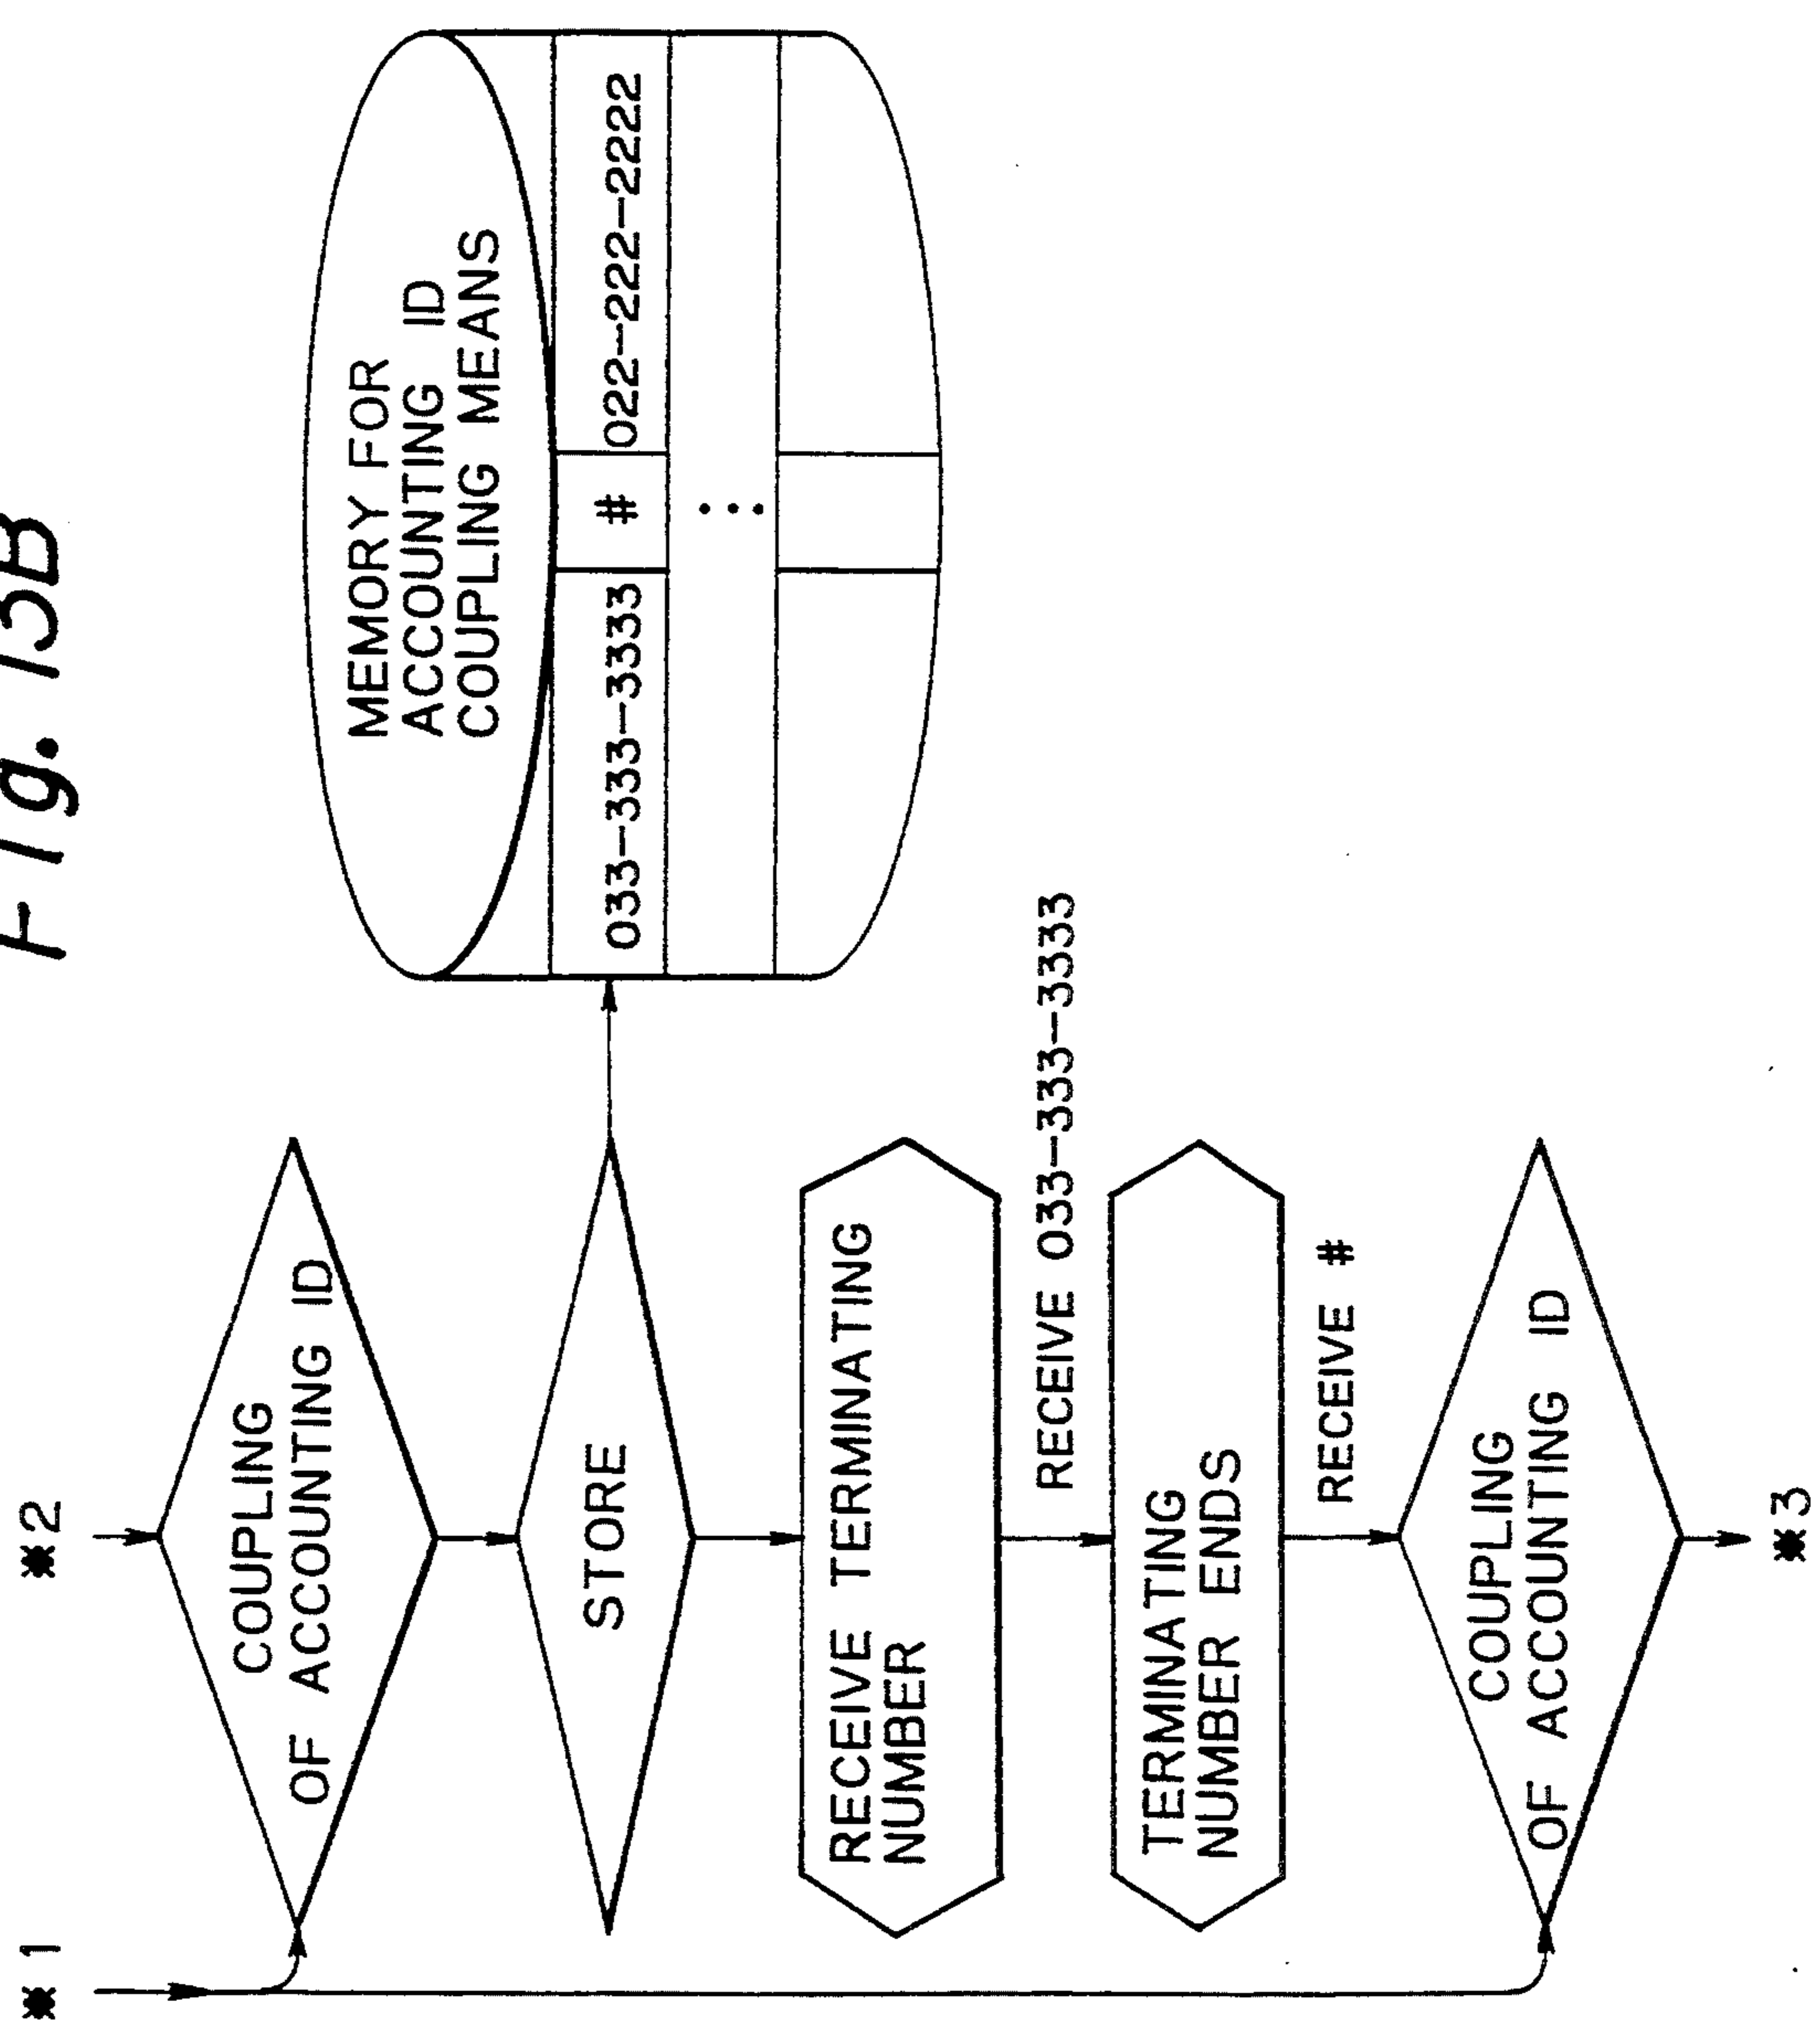 Fig. 13B
※1
※2
COUPLING
OF ACCOUNTING ID
STORE
MEMORY FOR
ACCOUNTING ID
COUPLING MEANS
033-333-3333 # 022-222-2222
⋮
RECEIVE TERMINATING
NUMBER
RECEIVE 033-333-3333
TERMINATING
NUMBER ENDS
RECEIVE #
COUPLING
OF ACCOUNTING ID
※3